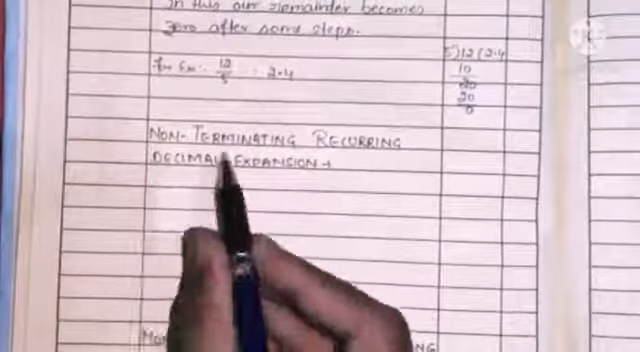 In this our remainder becomes
zero after some steps.
for Ex:- 12/5 = 2.4
5)12(2.4
10
20
20
0
NON-TERMINATING RECURRING
DECIMAL EXPANSION →